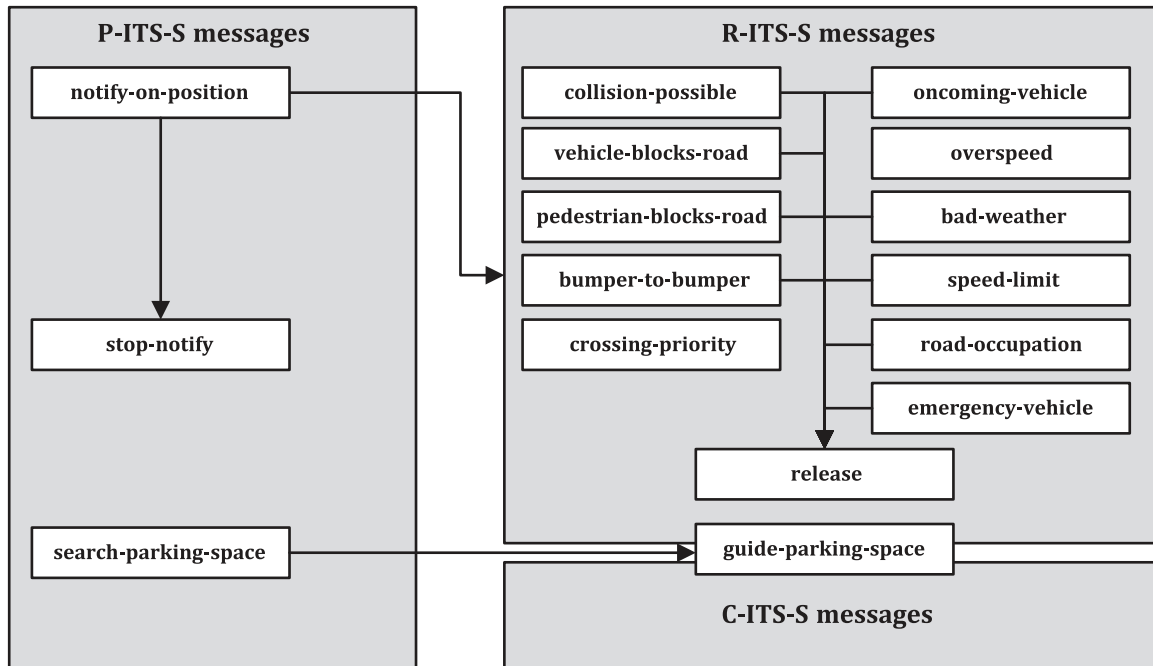 P-ITS-S messages
notify-on-position
stop-notify
search-parking-space
R-ITS-S messages
collision-possible
oncoming-vehicle
vehicle-blocks-road
overspeed
pedestrian-blocks-road
bad-weather
bumper-to-bumper
speed-limit
crossing-priority
road-occupation
emergency-vehicle
release
guide-parking-space
C-ITS-S messages